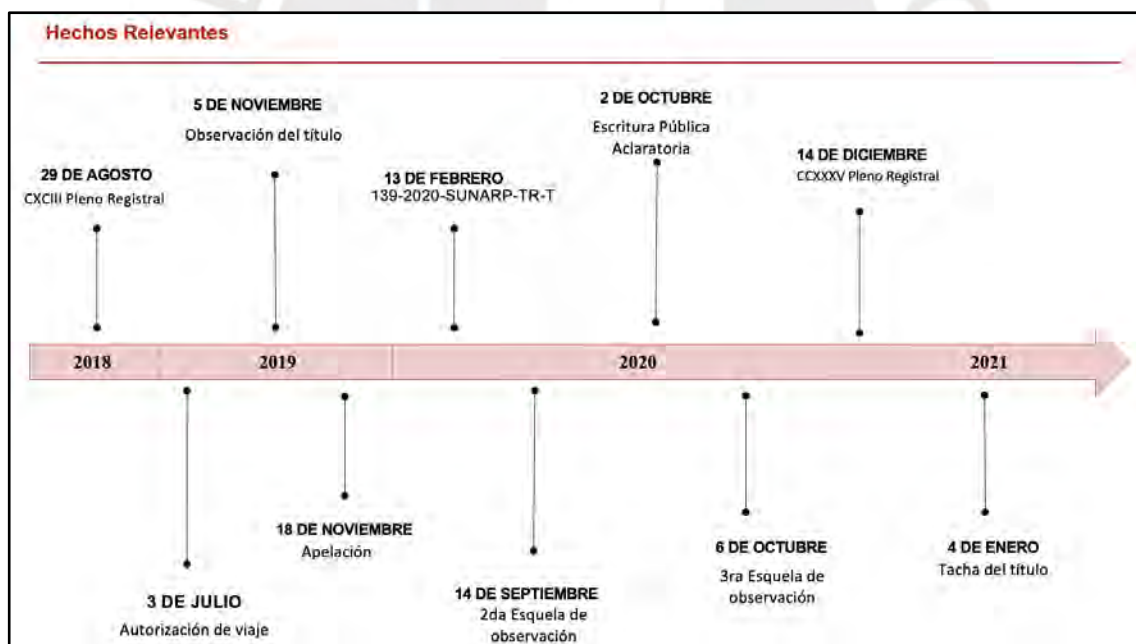 Hechos Relevantes
5 DE NOVIEMBRE
Observación del título
2 DE OCTUBRE
Escritura Pública
Aclaratoria
29 DE AGOSTO
CXCIII Pleno Registral
13 DE FEBRERO
139-2020-SUNARP-TR-T
14 DE DICIEMBRE
CCXXXV Pleno Registral
2018
2019
2020
2021
3 DE JULIO
Autorización de viaje
18 DE NOVIEMBRE
Apelación
14 DE SEPTIEMBRE
2da Esquela de
observación
6 DE OCTUBRE
3ra Esquela de
observación
4 DE ENERO
Tacha del título